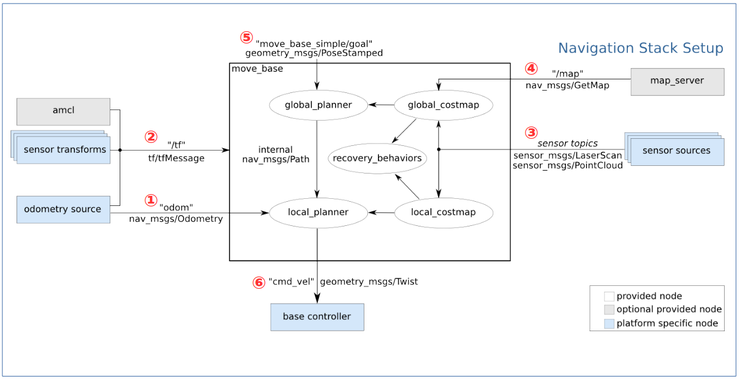 ⑤ "move_base_simple/goal"
geometry_msgs/PoseStamped
Navigation Stack Setup
move_base
④ "/map"
nav_msgs/GetMap
map_server
amcl
global_planner
global_costmap
② "/tf"
tf/tfMessage
sensor transforms
internal
nav_msgs/Path
recovery_behaviors
③ sensor topics
sensor_msgs/LaserScan
sensor_msgs/PointCloud
sensor sources
① "odom"
nav_msgs/Odometry
odometry source
local_planner
local_costmap
⑥ "cmd_vel" geometry_msgs/Twist
base controller
provided node
optional provided node
platform specific node